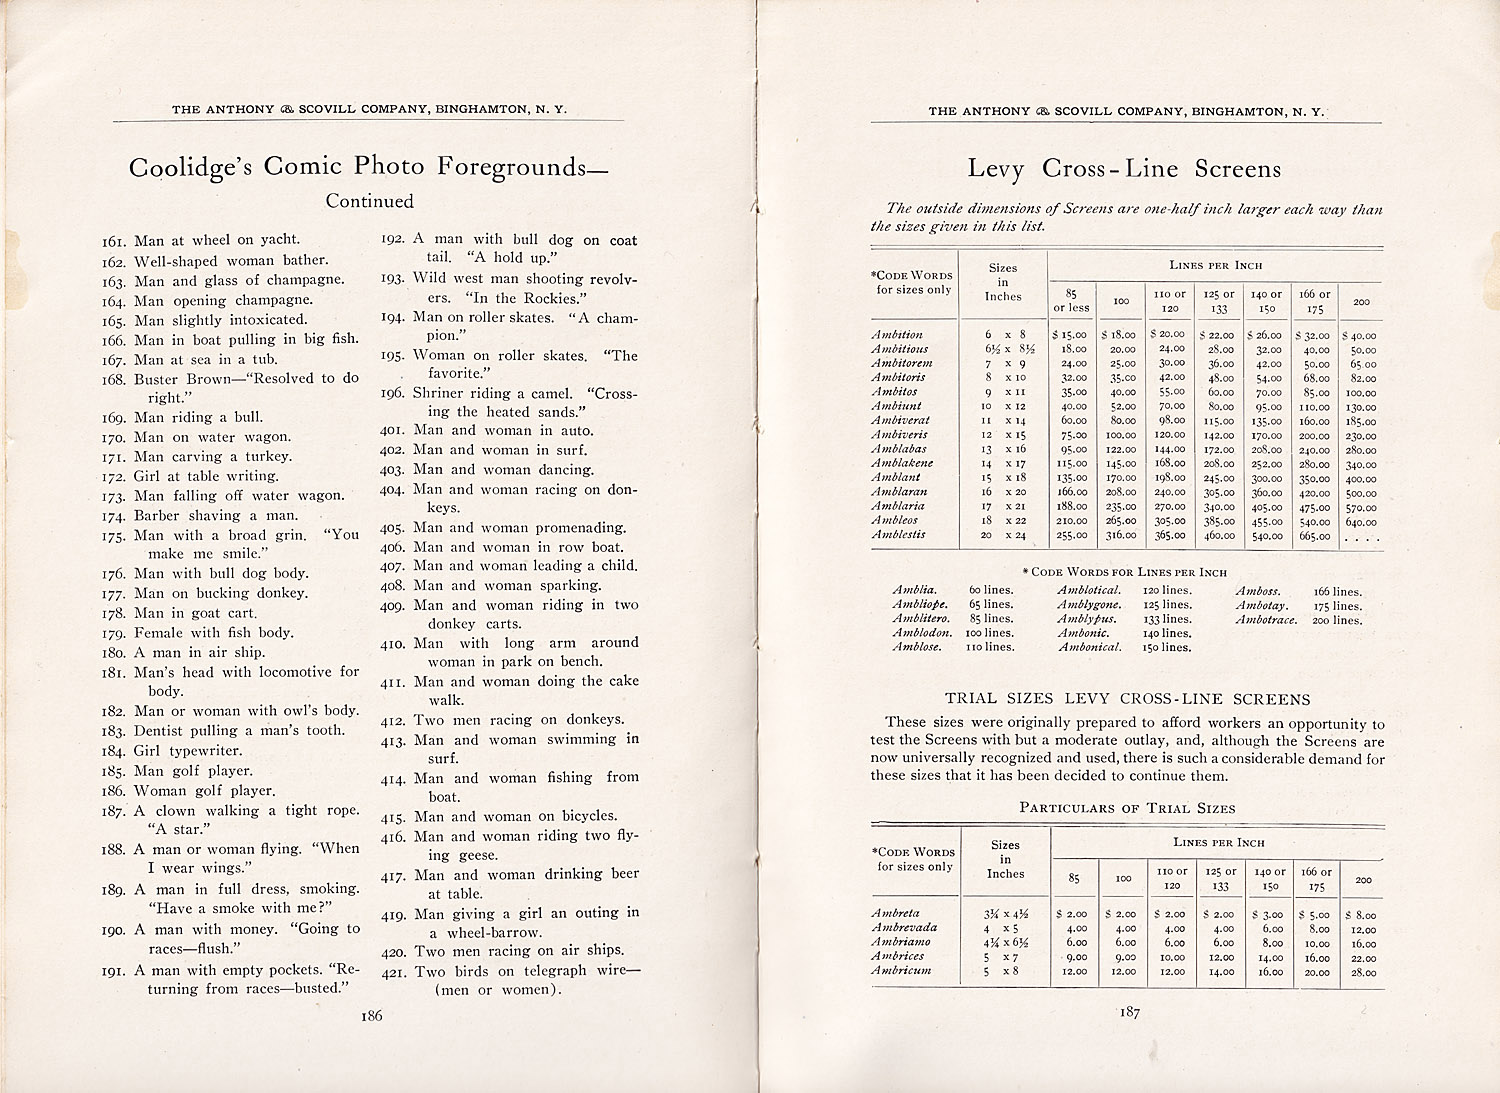 THE ANTHONY & SCOVILL COMPANY, BINGHAMTON, N. Y.
Coolidge's Comic Photo Foregrounds—
Continued
161. Man at wheel on yacht.
162. Well-shaped woman bather.
163. Man and glass of champagne.
164. Man opening champagne.
165. Man slightly intoxicated.
166. Man in boat pulling in big fish.
167. Man at sea in a tub.
168. Buster Brown—“Resolved to do
right.”
169. Man riding a bull.
170. Man on water wagon.
171. Man carving a turkey.
172. Girl at table writing.
173. Man falling off water wagon.
174. Barber shaving a man.
175. Man with a broad grin. “You
make me smile.”
176. Man with bull dog body.
177. Man on bucking donkey.
178. Man in goat cart.
179. Female with fish body.
180. A man in air ship.
181. Man's head with locomotive for
body.
182. Man or woman with owl's body.
183. Dentist pulling a man's tooth.
184. Girl typewriter.
185. Man golf player.
186. Woman golf player.
187. A clown walking a tight rope.
“A star.”
188. A man or woman flying. “When
I wear wings.”
189. A man in full dress, smoking.
“Have a smoke with me?”
190. A man with money. “Going to
races—flush.”
191. A man with empty pockets. “Re-
turning from races—busted.”
192. A man with bull dog on coat
tail. “A hold up.”
193. Wild west man shooting revolv-
ers. “In the Rockies.”
194. Man on roller skates. “A cham-
pion.”
195. Woman on roller skates. “The
favorite.”
196. Shriner riding a camel. “Cross-
ing the heated sands.”
401. Man and woman in auto.
402. Man and woman in surf.
403. Man and woman dancing.
404. Man and woman racing on don-
keys.
405. Man and woman promenading.
406. Man and woman in row boat.
407. Man and woman leading a child.
408. Man and woman sparking.
409. Man and woman riding in two
donkey carts.
410. Man with long arm around
woman in park on bench.
411. Man and woman doing the cake
walk.
412. Two men racing on donkeys.
413. Man and woman swimming in
surf.
414. Man and woman fishing from
boat.
415. Man and woman on bicycles.
416. Man and woman riding two fly-
ing geese.
417. Man and woman drinking beer
at table.
419. Man giving a girl an outing in
a wheel-barrow.
420. Two men racing on air ships.
421. Two birds on telegraph wire—
(men or women).
186
THE ANTHONY & SCOVILL COMPANY, BINGHAMTON, N. Y.
Levy Cross-Line Screens
The outside dimensions of Screens are one-half inch larger each way than
the sizes given in this list.
*CODE WORDS for sizes only | Sizes in Inches | LINES PER INCH
85 or less | 100 | 110 or 120 | 125 or 133 | 140 or 150 | 166 or 175 | 200
Ambition 6 x 8 $ 15.00 $ 18.00 $ 20.00 $ 22.00 $ 26.00 $ 32.00 $ 40.00
Ambitious 6½ x 8½ 18.00 20.00 24.00 28.00 32.00 40.00 50.00
Ambitorem 7 x 9 24.00 25.00 30.00 36.00 42.00 50.00 65.00
Ambitoris 8 x 10 32.00 35.00 42.00 48.00 54.00 68.00 82.00
Ambitos 9 x 11 35.00 40.00 55.00 60.00 70.00 85.00 100.00
Ambiunt 10 x 12 40.00 52.00 70.00 80.00 95.00 110.00 130.00
Ambiverat 11 x 14 60.00 80.00 98.00 115.00 135.00 160.00 185.00
Ambiveris 12 x 15 75.00 100.00 120.00 142.00 170.00 200.00 230.00
Amblabas 13 x 16 95.00 122.00 144.00 172.00 208.00 240.00 280.00
Amblakene 14 x 17 115.00 145.00 168.00 208.00 252.00 280.00 340.00
Amblant 15 x 18 135.00 170.00 198.00 245.00 300.00 350.00 400.00
Amblaran 16 x 20 166.00 208.00 240.00 305.00 360.00 420.00 500.00
Amblaria 17 x 21 188.00 235.00 270.00 340.00 405.00 475.00 570.00
Ambleos 18 x 22 210.00 265.00 305.00 385.00 455.00 540.00 640.00
Amblestis 20 x 24 255.00 316.00 365.00 460.00 540.00 665.00 . . . .
* CODE WORDS FOR LINES PER INCH
Amblia. 60 lines. Amblotical. 120 lines. Amboss. 166 lines.
Ambliope. 65 lines. Amblygone. 125 lines. Ambotay. 175 lines.
Amblitero. 85 lines. Amblypus. 133 lines. Ambotrace. 200 lines.
Amblodon. 100 lines. Ambonic. 140 lines.
Amblose. 110 lines. Ambonical. 150 lines.
TRIAL SIZES LEVY CROSS-LINE SCREENS
These sizes were originally prepared to afford workers an opportunity to
test the Screens with but a moderate outlay, and, although the Screens are
now universally recognized and used, there is such a considerable demand for
these sizes that it has been decided to continue them.
PARTICULARS OF TRIAL SIZES
*CODE WORDS for sizes only | Sizes in Inches | LINES PER INCH
85 | 100 | 110 or 120 | 125 or 133 | 140 or 150 | 166 or 175 | 200
Ambreta 3¼ x 4½ $ 2.00 $ 2.00 $ 2.00 $ 2.00 $ 3.00 $ 5.00 $ 8.00
Ambrevada 4 x 5 4.00 4.00 4.00 4.00 6.00 8.00 12.00
Ambriamo 4¼ x 6½ 6.00 6.00 6.00 6.00 8.00 10.00 16.00
Ambrices 5 x 7 9.00 9.00 10.00 12.00 14.00 16.00 22.00
Ambricum 5 x 8 12.00 12.00 12.00 14.00 16.00 20.00 28.00
187